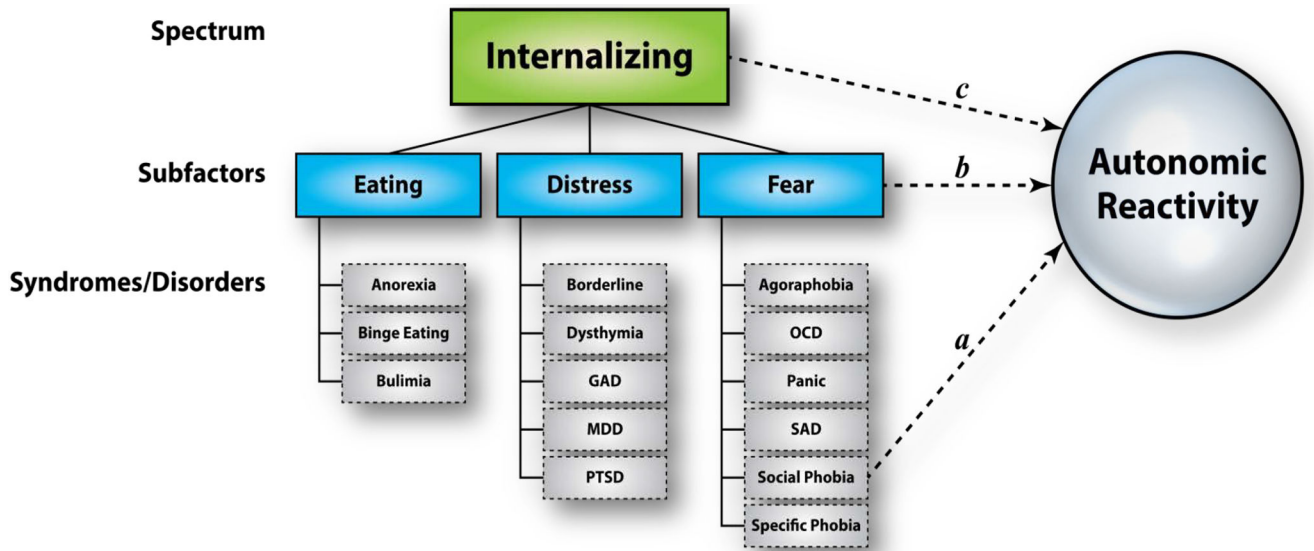 Spectrum
Internalizing
c
Subfactors
Eating
Distress
Fear
b
Autonomic
Reactivity
Syndromes/Disorders
Anorexia
Binge Eating
Bulimia
Borderline
Dysthymia
GAD
MDD
PTSD
Agoraphobia
OCD
Panic
SAD
Social Phobia
Specific Phobia
a